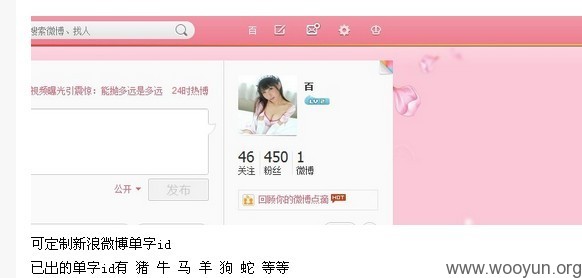 搜索微博、找人
百
视频曝光引震惊：能抛多远是多远 24时热博
百
LV.2
46 450 1
关注 粉丝 微博
公开 发布
回顾你的微博点滴 HOT
可定制新浪微博单字id
已出的单字id有 猪 牛 马 羊 狗 蛇 等等
www.wooyun.org